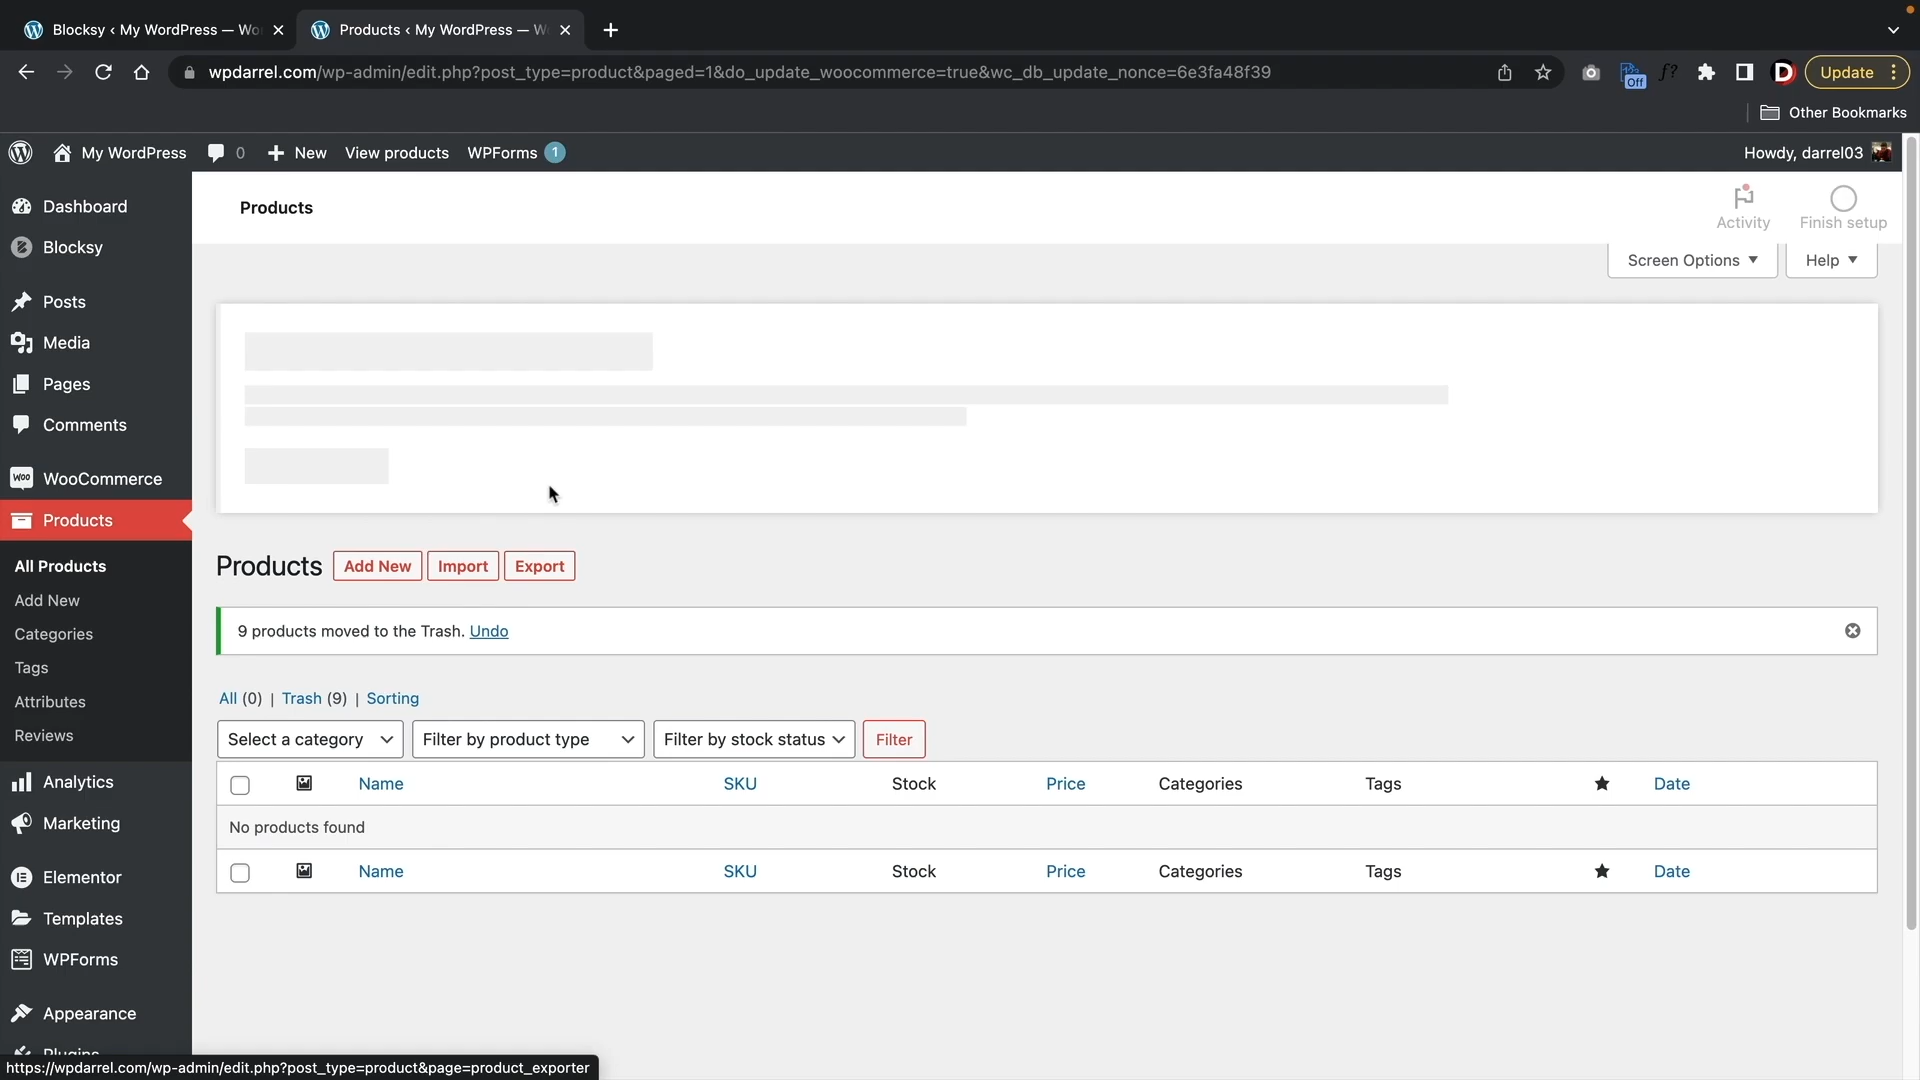 Blocksy ‹ My WordPress — Wo
Products ‹ My WordPress — W
wpdarrel.com/wp-admin/edit.php?post_type=product&paged=1&do_update_woocommerce=true&wc_db_update_nonce=6e3fa48f39
Off
f?
D
Update
Other Bookmarks
My WordPress
0
New
View products
WPForms 1
Howdy, darrel03
Dashboard
Blocksy
Posts
Media
Pages
Comments
WooCommerce
Products
All Products
Add New
Categories
Tags
Attributes
Reviews
Analytics
Marketing
Elementor
Templates
WPForms
Appearance
Plugins
Products
Activity
Finish setup
Screen Options
Help
Products
Add New
Import
Export
9 products moved to the Trash. Undo
All (0) | Trash (9) | Sorting
Select a category
Filter by product type
Filter by stock status
Filter
Name SKU Stock Price Categories Tags Date
No products found
Name SKU Stock Price Categories Tags Date
https://wpdarrel.com/wp-admin/edit.php?post_type=product&page=product_exporter